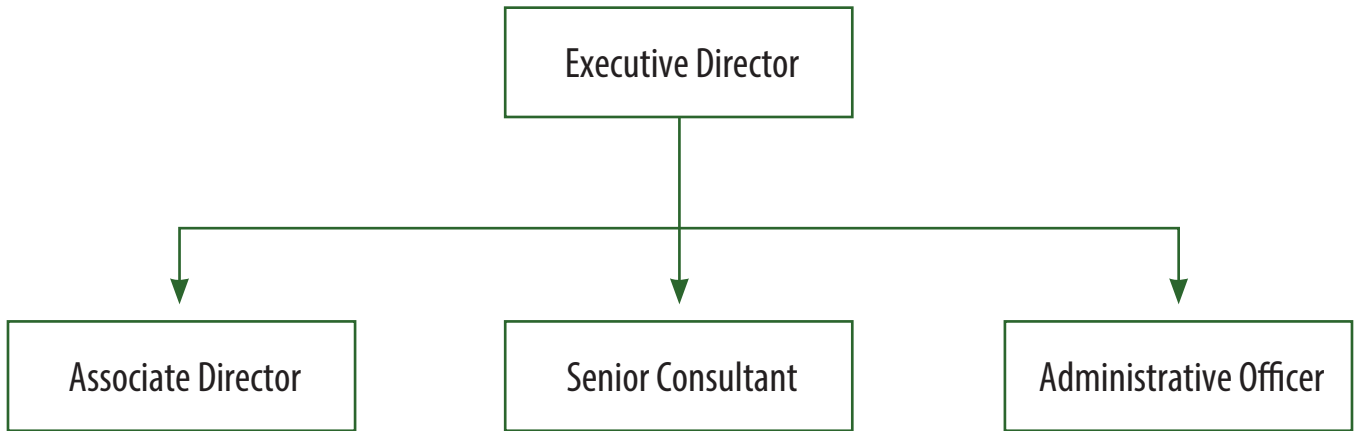 Executive Director
Associate Director
Senior Consultant
Administrative Officer